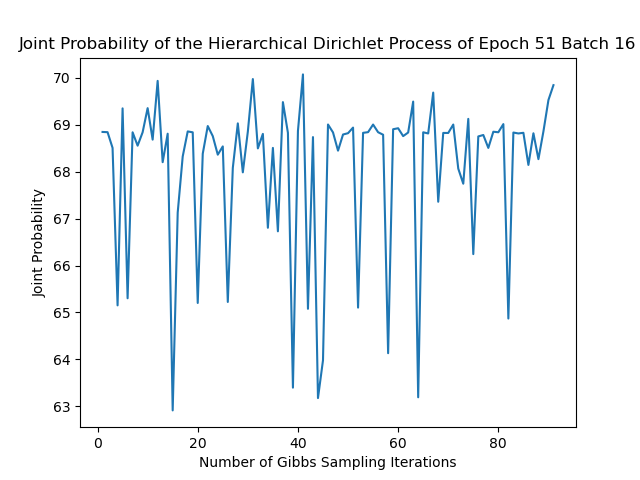 Joint Probability of the Hierarchical Dirichlet Process of Epoch 51 Batch 16
70
69
68
67
66
65
64
63
Joint Probability
0 20 40 60 80
Number of Gibbs Sampling Iterations